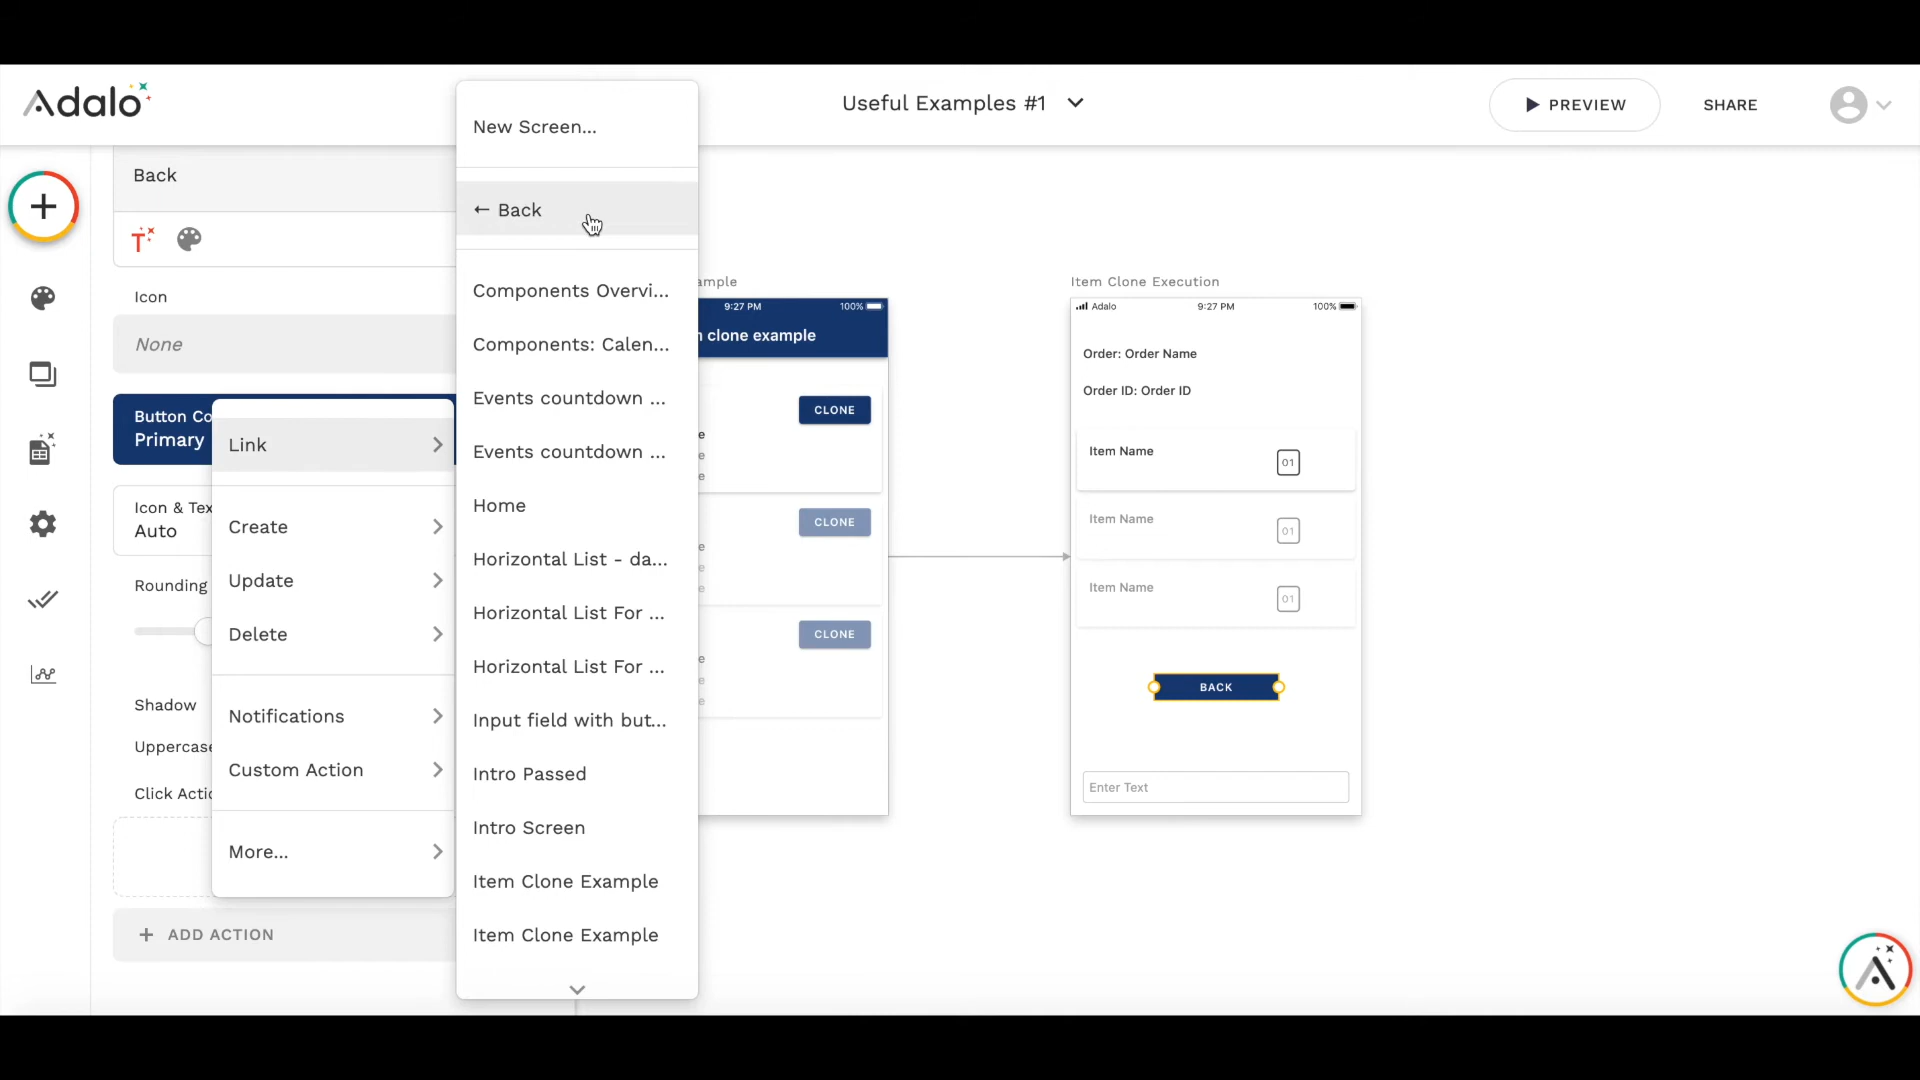 Adalo
Useful Examples #1
PREVIEW
SHARE
Back
T
Icon
None
Button Co
Primary
Icon & Tex
Auto
Rounding
Shadow
Uppercase
Click Actio
+ ADD ACTION
Link
Create
Update
Delete
Notifications
Custom Action
More...
New Screen...
← Back
Components Overvi...
Components: Calen...
Events countdown ...
Events countdown ...
Home
Horizontal List - da...
Horizontal List For ...
Horizontal List For ...
Input field with but...
Intro Passed
Intro Screen
Item Clone Example
Item Clone Example
ample
9:27 PM 100%
clone example
CLONE
e
e
e
CLONE
e
e
e
CLONE
e
e
e
Item Clone Execution
Adalo 9:27 PM 100%
Order: Order Name
Order ID: Order ID
Item Name 01
Item Name 01
Item Name 01
BACK
Enter Text